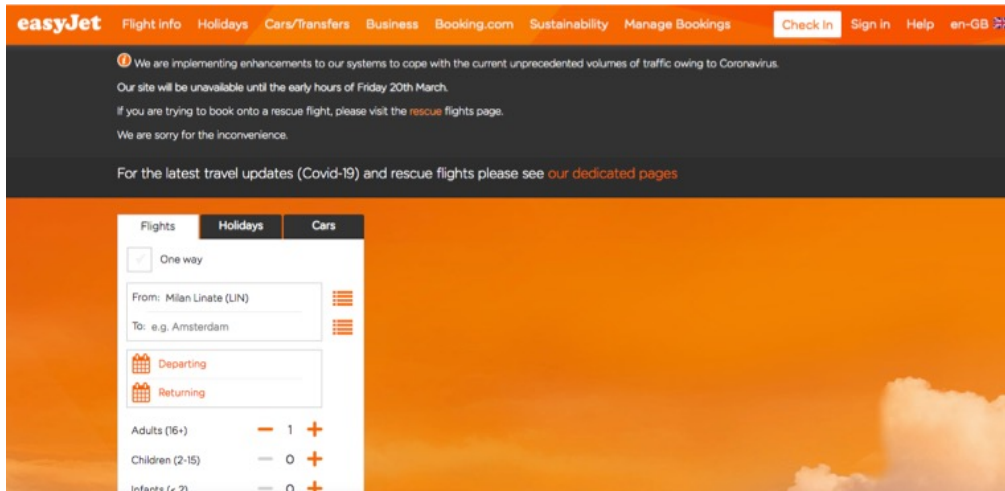 easyJet Flight info Holidays Cars/Transfers Business Booking.com Sustainability Manage Bookings Check In Sign in Help en-GB
We are implementing enhancements to our systems to cope with the current unprecedented volumes of traffic owing to Coronavirus.
Our site will be unavailable until the early hours of Friday 20th March.
If you are trying to book onto a rescue flight, please visit the rescue flights page.
We are sorry for the inconvenience.
For the latest travel updates (Covid-19) and rescue flights please see our dedicated pages
Flights Holidays Cars
One way
From: Milan Linate (LIN)
To: e.g. Amsterdam
Departing
Returning
Adults (16+) 1
Children (2-15) 0
Infants (< 2) 0